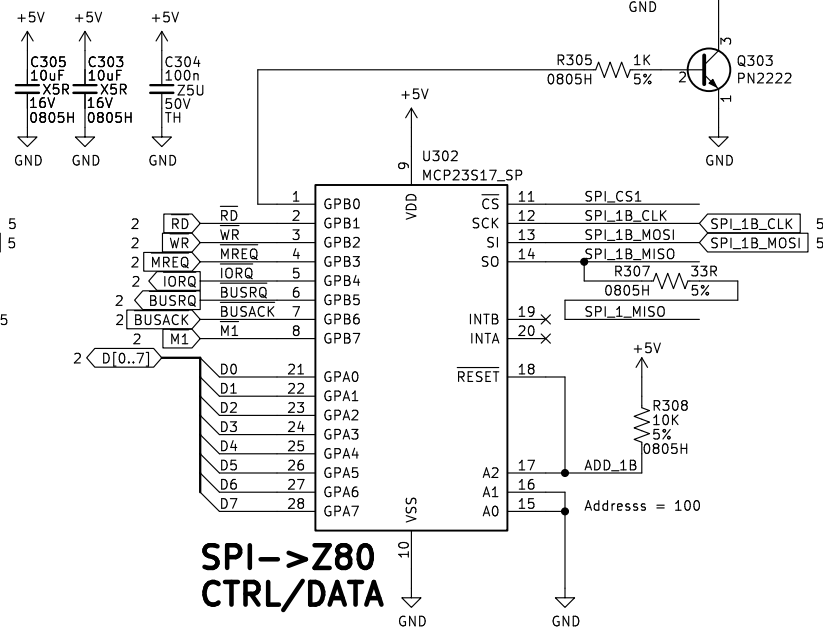 GND
+5V
+5V
+5V
C305
10uF
X5R
16V
0805H
C303
10uF
X5R
16V
0805H
C304
100n
Z5U
50V
TH
GND
GND
GND
R305
0805H
1K
5%
2
3
1
Q303
PN2222
GND
+5V
9
U302
MCP23S17_SP
VDD
1 GPB0
5
2 RD RD 2 GPB1
5
2 WR WR 3 GPB2
2 MREQ MREQ 4 GPB3
2 IORQ IORQ 5 GPB4
2 BUSRQ BUSRQ 6 GPB5
5
2 BUSACK BUSACK 7 GPB6
2 M1 M1 8 GPB7
2 D[0..7]
D0 21 GPA0
D1 22 GPA1
D2 23 GPA2
D3 24 GPA3
D4 25 GPA4
D5 26 GPA5
D6 27 GPA6
D7 28 GPA7
CS 11 SPI_CS1
SCK 12 SPI_1B_CLK SPI_1B_CLK 5
SI 13 SPI_1B_MOSI SPI_1B_MOSI 5
SO 14 SPI_1B_MISO
R307
0805H
33R
5%
SPI_1_MISO
INTB 19
INTA 20
RESET 18
+5V
R308
10K
5%
0805H
A2 17 ADD_1B
A1 16
A0 15
Addresss = 100
VSS
10
GND
GND
SPI->Z80
CTRL/DATA